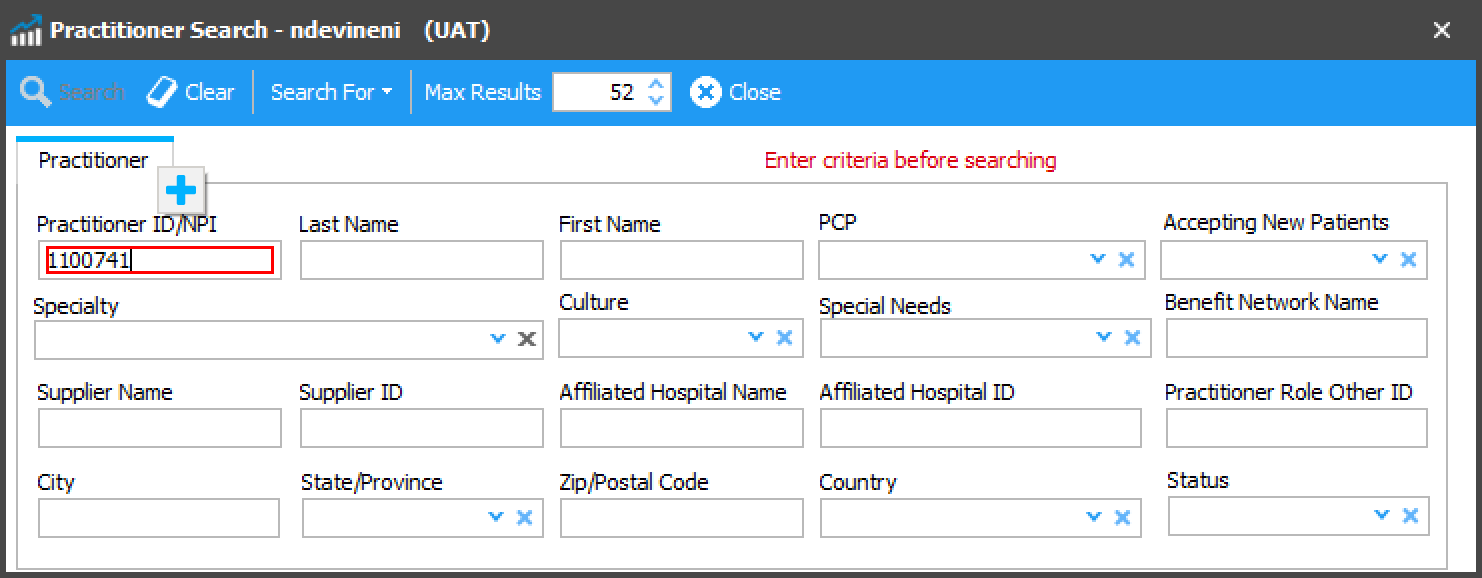 Practitioner Search - ndevineni (UAT)
Search Clear Search For Max Results 52 Close
Practitioner
Enter criteria before searching
Practitioner ID/NPI Last Name First Name PCP Accepting New Patients
1100741
Specialty Culture Special Needs Benefit Network Name
Supplier Name Supplier ID Affiliated Hospital Name Affiliated Hospital ID Practitioner Role Other ID
City State/Province Zip/Postal Code Country Status